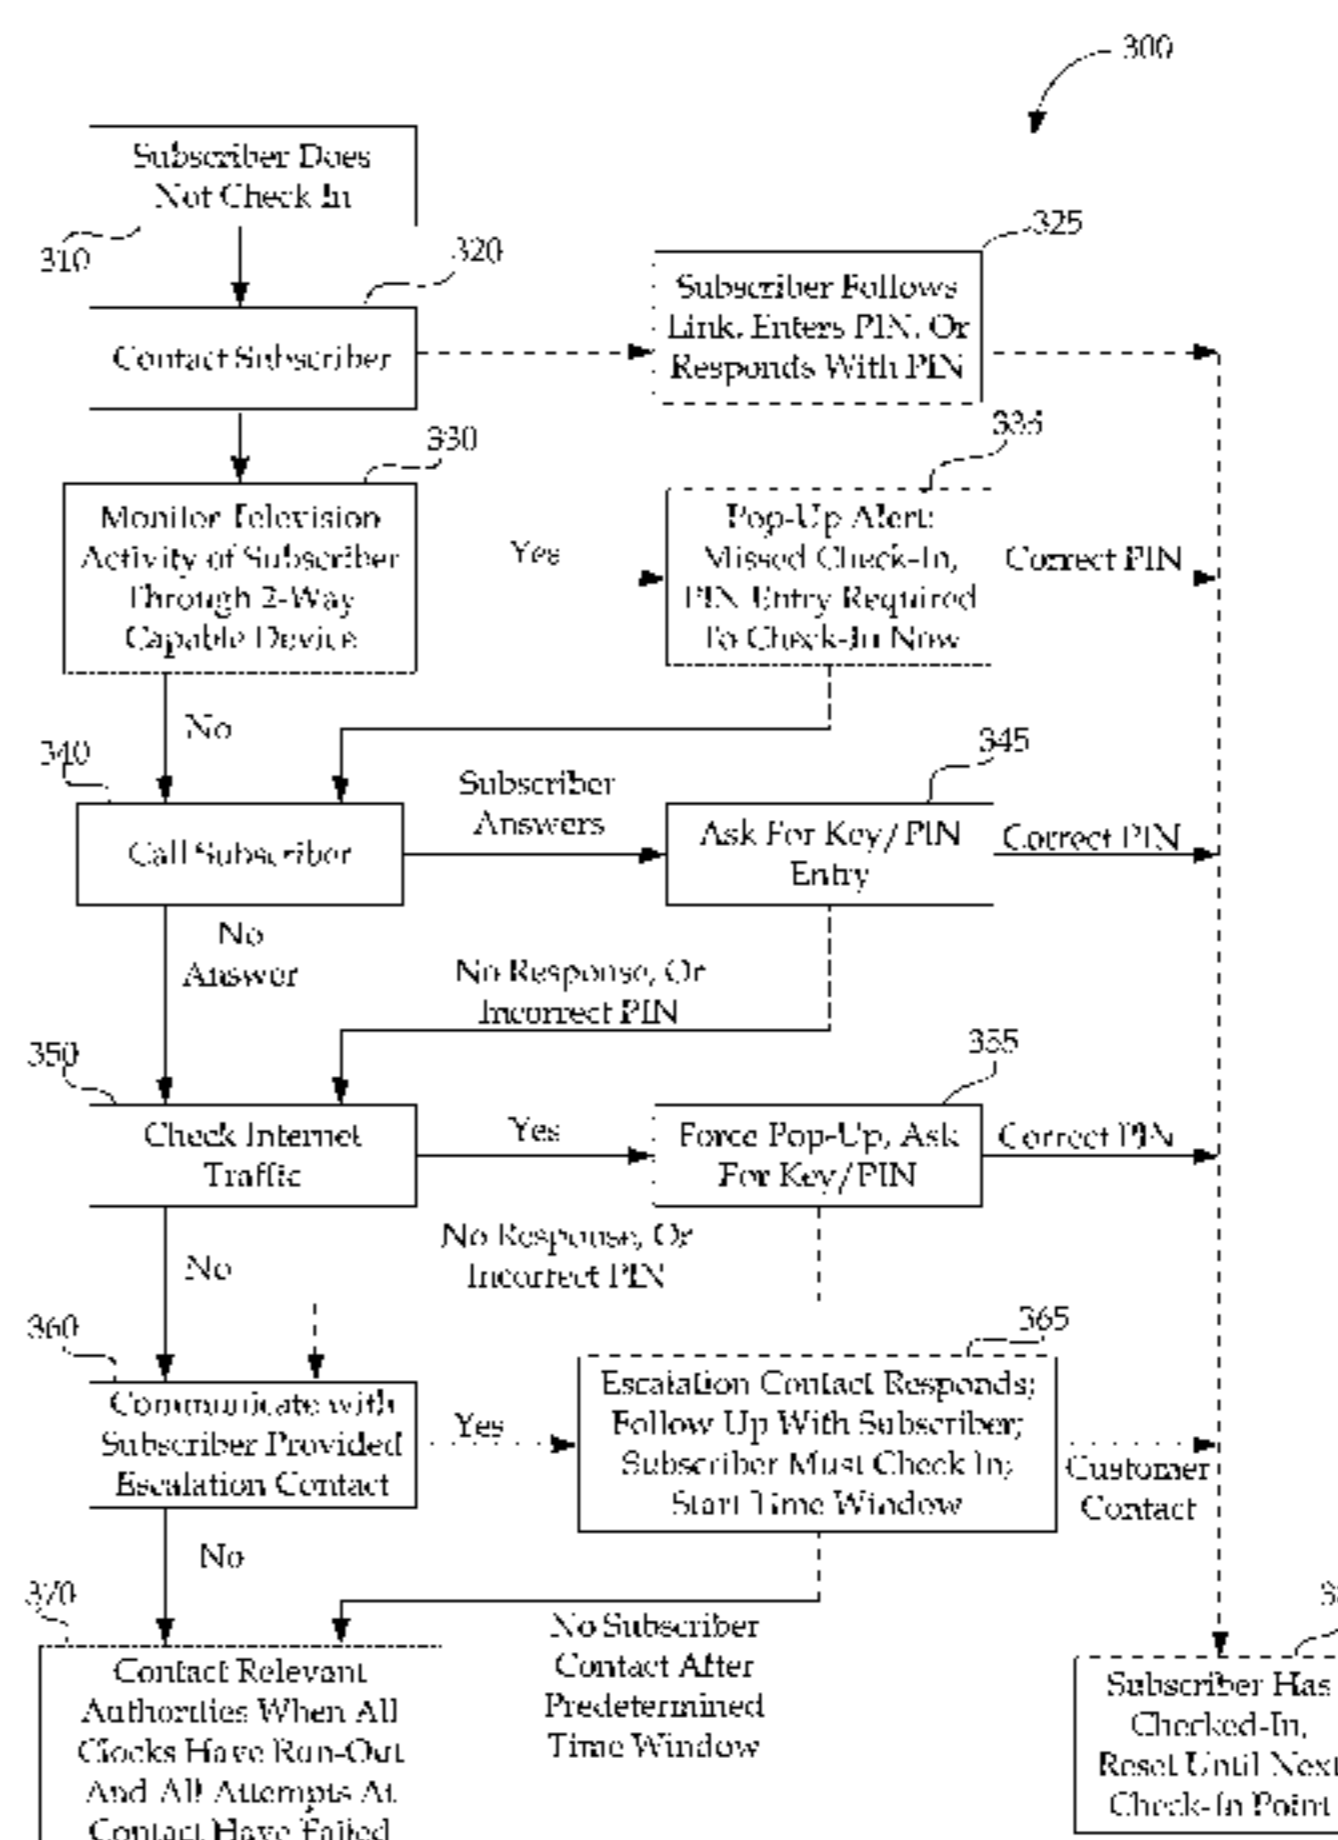 300
Subscriber Does
Not Check In
310
320
325
Subscriber Follows
Link, Enters PIN, Or
Responds With PIN
Contact Subscriber
330
335
Monitor Television
Activity of Subscriber
Through 2-Way
Capable Device
Yes
Pop-Up Alert:
Missed Check-In,
PIN Entry Required
To Check-In Now
Correct PIN
No
340
345
Subscriber
Answers
Call Subscriber
Ask For Key/PIN
Entry
Correct PIN
No
Answer
No Response, Or
Incorrect PIN
350
355
Check Internet
Traffic
Yes
Force Pop-Up, Ask
For Key/PIN
Correct PIN
No Response, Or
Incorrect PIN
No
360
365
Communicate with
Subscriber Provided
Escalation Contact
Yes
Escalation Contact Responds;
Follow Up With Subscriber;
Subscriber Must Check In;
Start Time Window
Customer
Contact
No
370
No Subscriber
Contact After
Predetermined
Time Window
Contact Relevant
Authorities When All
Clocks Have Run-Out
And All Attempts At
Contact Have Failed
Subscriber Has
Checked-In,
Reset Until Next
Check-In Point